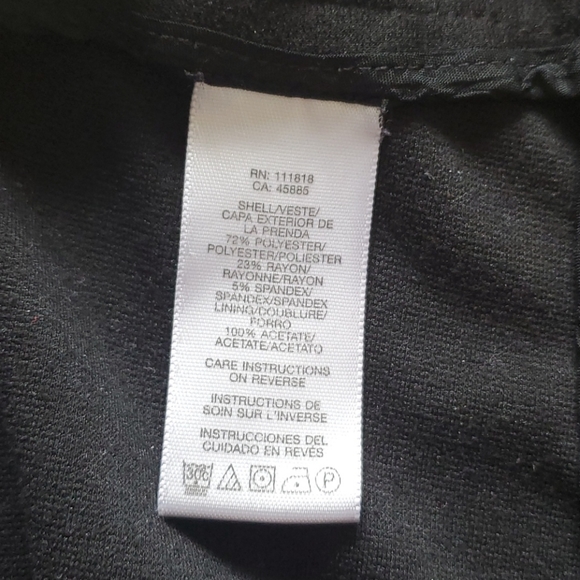 RN: 111818
CA: 45885
SHELL/VESTE/
CAPA EXTERIOR DE
LA PRENDA
72% POLYESTER/
POLYESTER/POLIESTER
23% RAYON/
RAYONNE/RAYON
5% SPANDEX/
SPANDEX/SPANDEX
LINING/DOUBLURE/
FORRO
100% ACETATE/
ACETATE/ACETATO
CARE INSTRUCTIONS
ON REVERSE
INSTRUCTIONS DE
SOIN SUR L'INVERSE
INSTRUCCIONES DEL
CUIDADO EN REVÉS
30C P